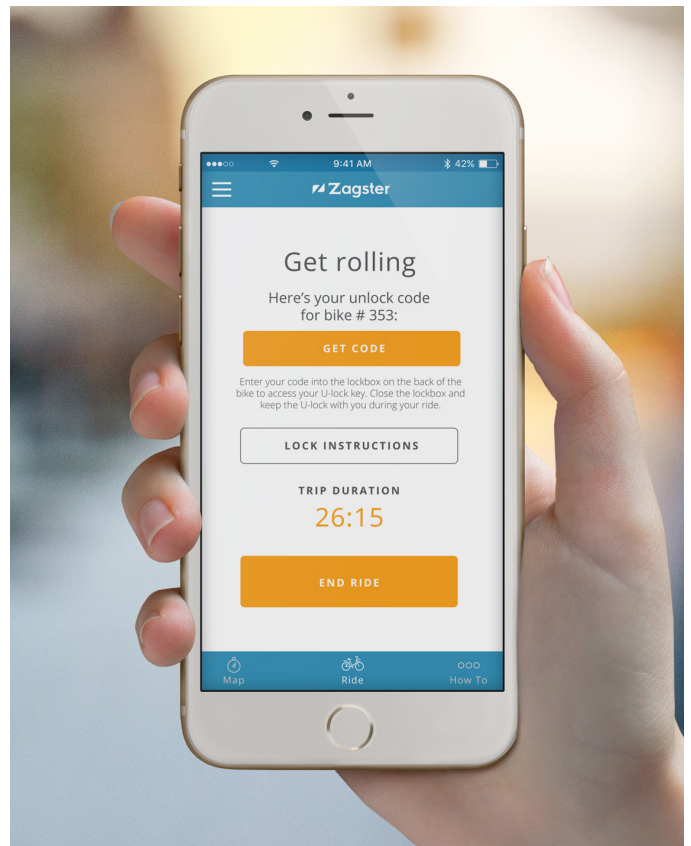 9:41 AM
42%
Zagster
Get rolling
Here's your unlock code
for bike # 353:
GET CODE
Enter your code into the lockbox on the back of the
bike to access your U-lock key. Close the lockbox and
keep the U-lock with you during your ride.
LOCK INSTRUCTIONS
TRIP DURATION
26:15
END RIDE
Map
Ride
How To